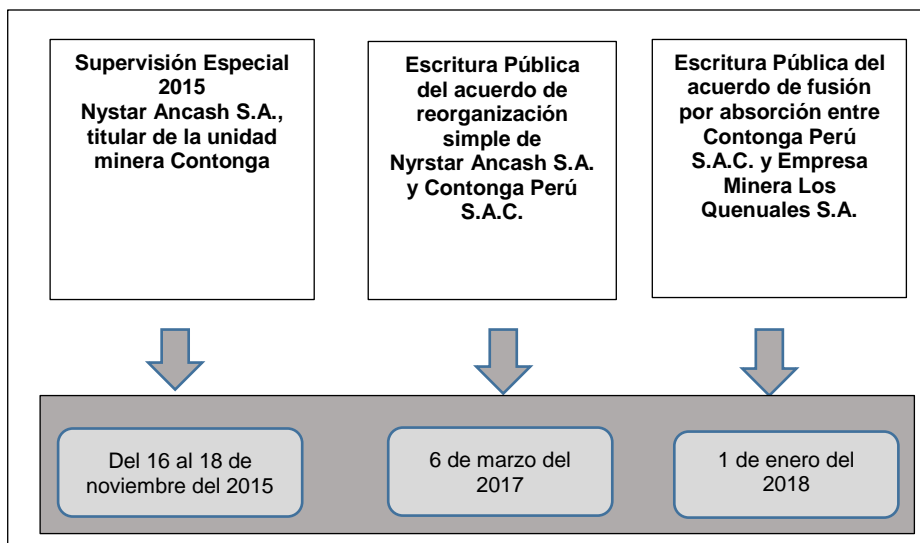 Supervisión Especial
2015
Nystar Ancash S.A.,
titular de la unidad
minera Contonga
Escritura Pública
del acuerdo de
reorganización
simple de
Nyrstar Ancash S.A.
y Contonga Perú
S.A.C.
Escritura Pública del
acuerdo de fusión
por absorción entre
Contonga Perú
S.A.C. y Empresa
Minera Los
Quenuales S.A.
Del 16 al 18 de
noviembre del 2015
6 de marzo del
2017
1 de enero del
2018